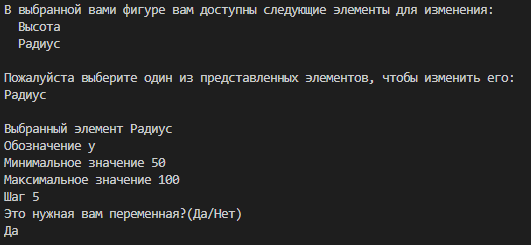 В выбранной вами фигуре вам доступны следующие элементы для изменения:
Высота
Радиус
Пожалуйста выберите один из представленных элементов, чтобы изменить его:
Радиус
Выбранный элемент Радиус
Обозначение y
Минимальное значение 50
Максимальное значение 100
Шаг 5
Это нужная вам переменная?(Да/Нет)
Да